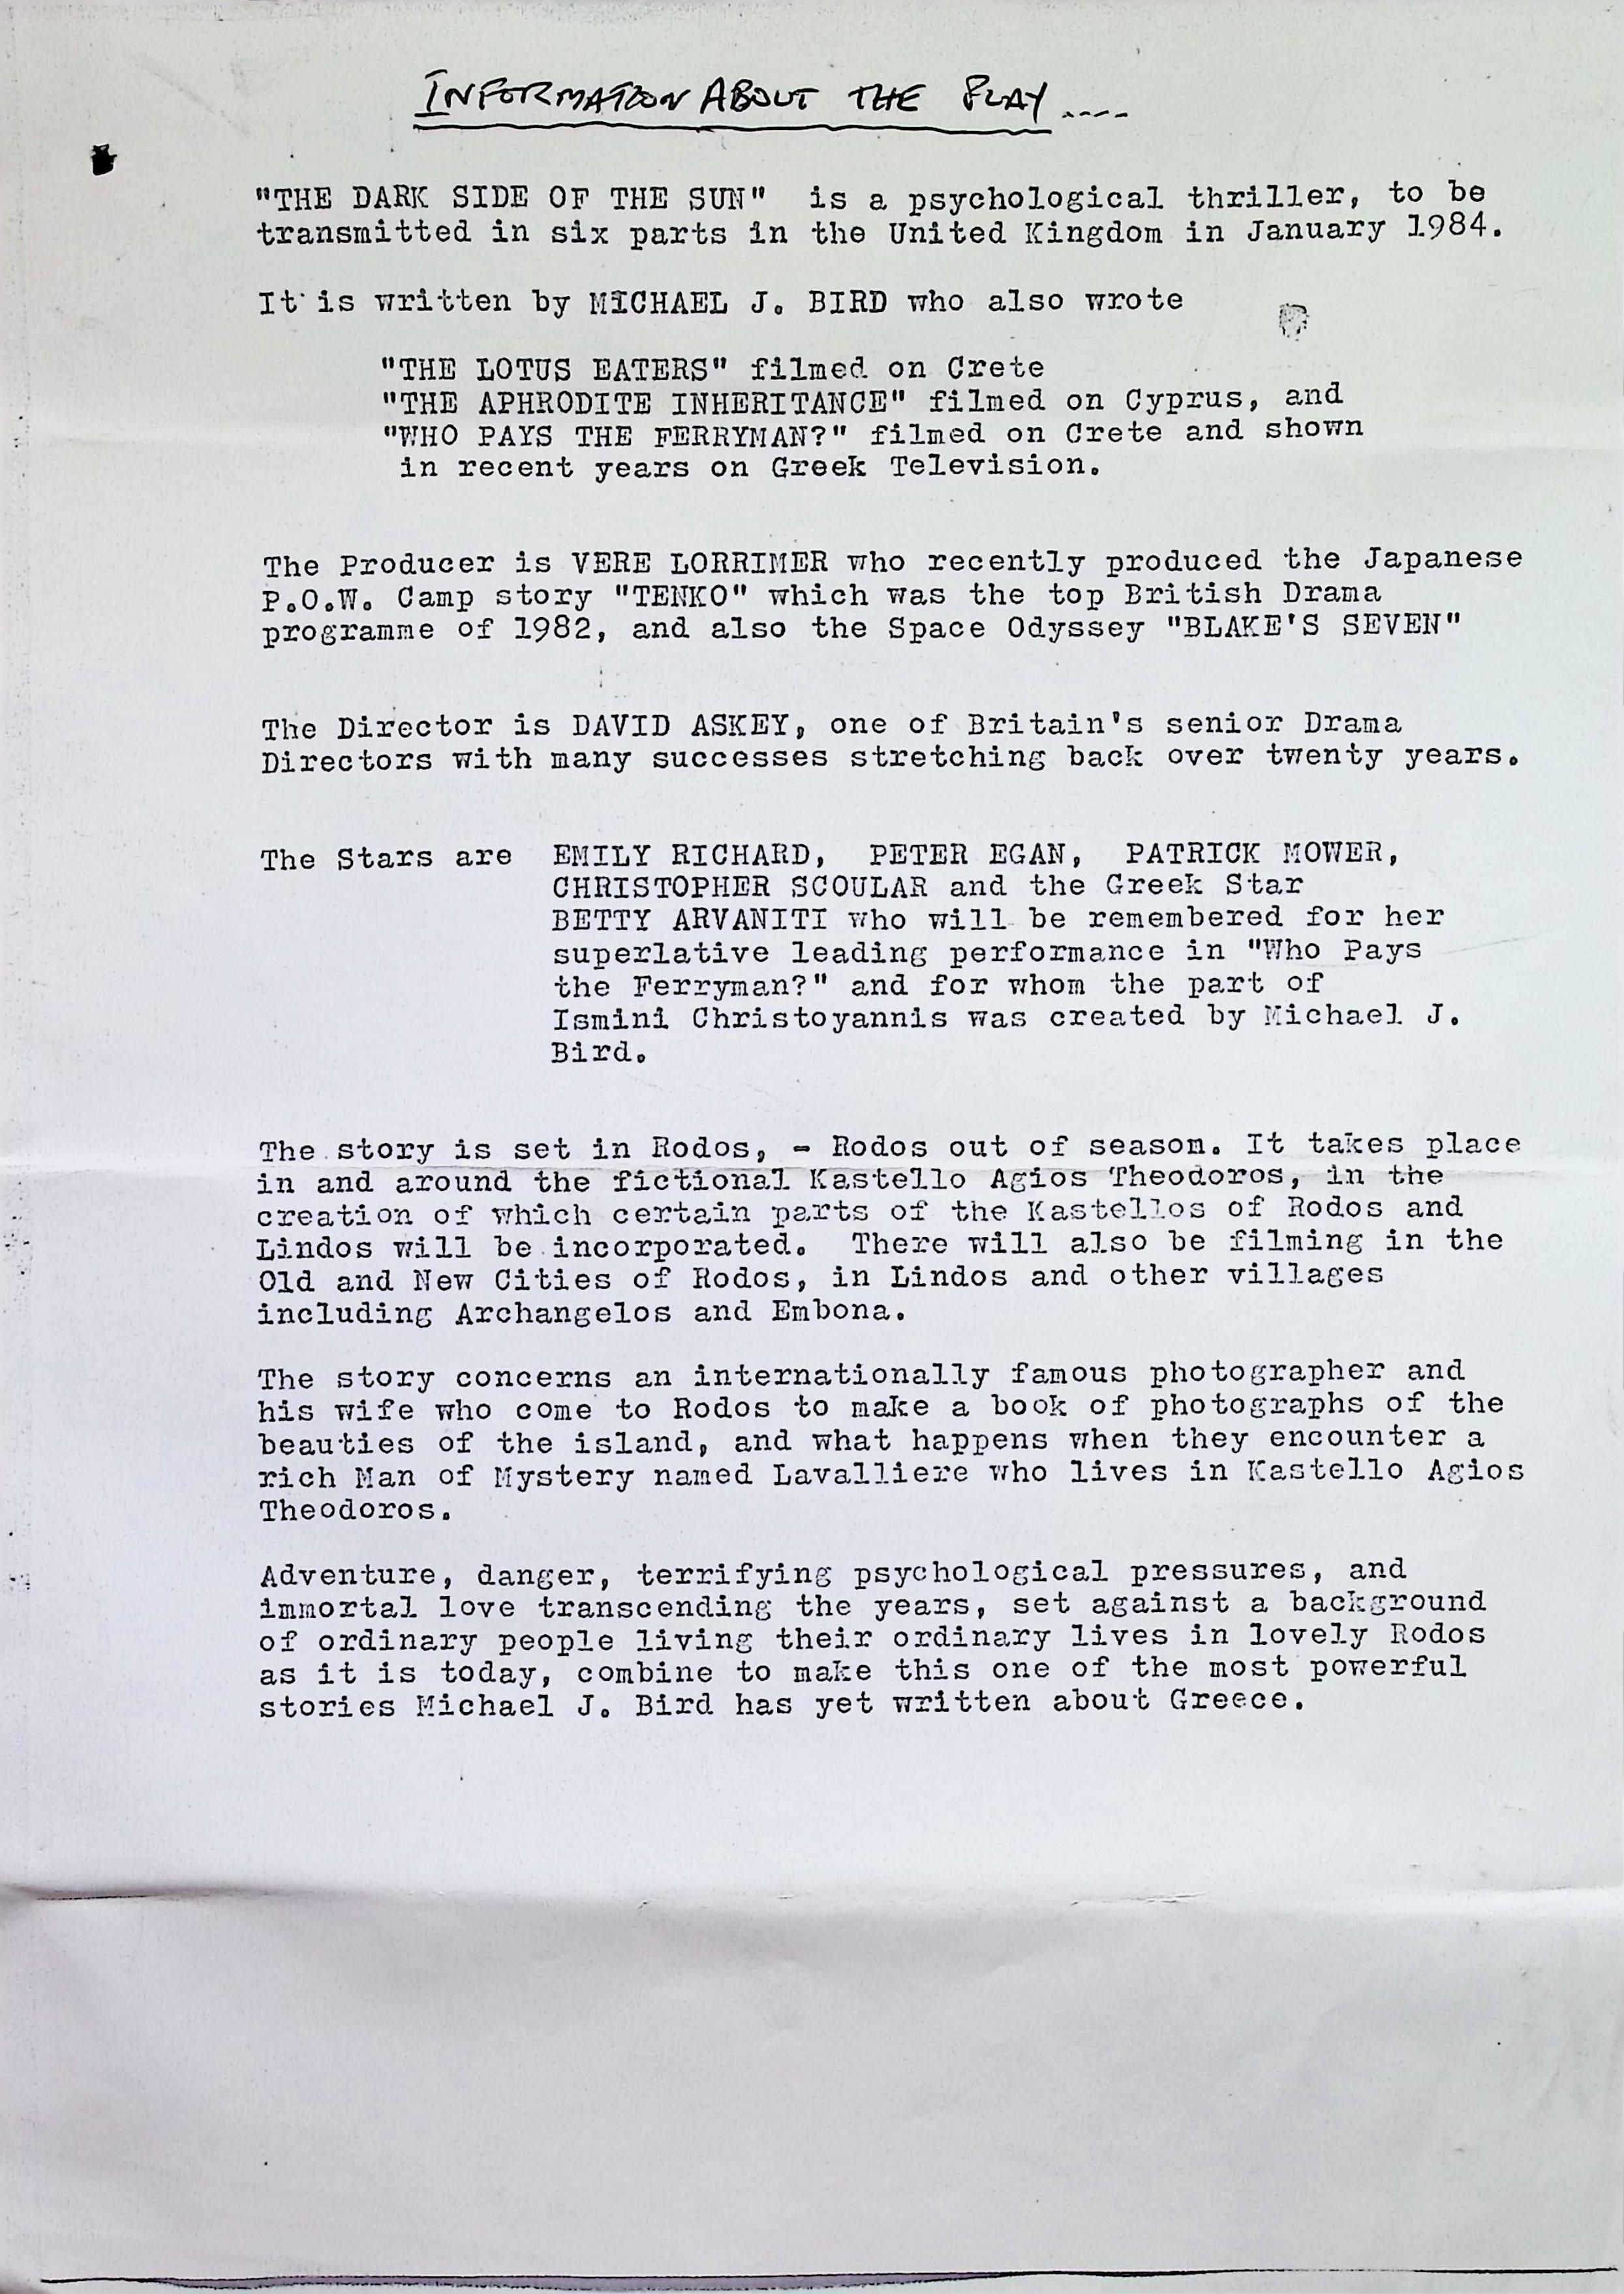 INFORMATION ABOUT THE PLAY ....
"THE DARK SIDE OF THE SUN" is a psychological thriller, to be
transmitted in six parts in the United Kingdom in January 1984.
It is written by MICHAEL J. BIRD who also wrote
"THE LOTUS EATERS" filmed on Crete
"THE APHRODITE INHERITANCE" filmed on Cyprus, and
"WHO PAYS THE FERRYMAN?" filmed on Crete and shown
in recent years on Greek Television.
The Producer is VERE LORRIMER who recently produced the Japanese
P.O.W. Camp story "TENKO" which was the top British Drama
programme of 1982, and also the Space Odyssey "BLAKE'S SEVEN"
The Director is DAVID ASKEY, one of Britain's senior Drama
Directors with many successes stretching back over twenty years.
The Stars are EMILY RICHARD, PETER EGAN, PATRICK MOWER,
CHRISTOPHER SCOULAR and the Greek Star
BETTY ARVANITI who will be remembered for her
superlative leading performance in "Who Pays
the Ferryman?" and for whom the part of
Ismini Christoyannis was created by Michael J.
Bird.
The story is set in Rodos, - Rodos out of season. It takes place
in and around the fictional Kastello Agios Theodoros, in the
creation of which certain parts of the Kastellos of Rodos and
Lindos will be incorporated. There will also be filming in the
Old and New Cities of Rodos, in Lindos and other villages
including Archangelos and Embona.
The story concerns an internationally famous photographer and
his wife who come to Rodos to make a book of photographs of the
beauties of the island, and what happens when they encounter a
rich Man of Mystery named Lavalliere who lives in Kastello Agios
Theodoros.
Adventure, danger, terrifying psychological pressures, and
immortal love transcending the years, set against a background
of ordinary people living their ordinary lives in lovely Rodos
as it is today, combine to make this one of the most powerful
stories Michael J. Bird has yet written about Greece.